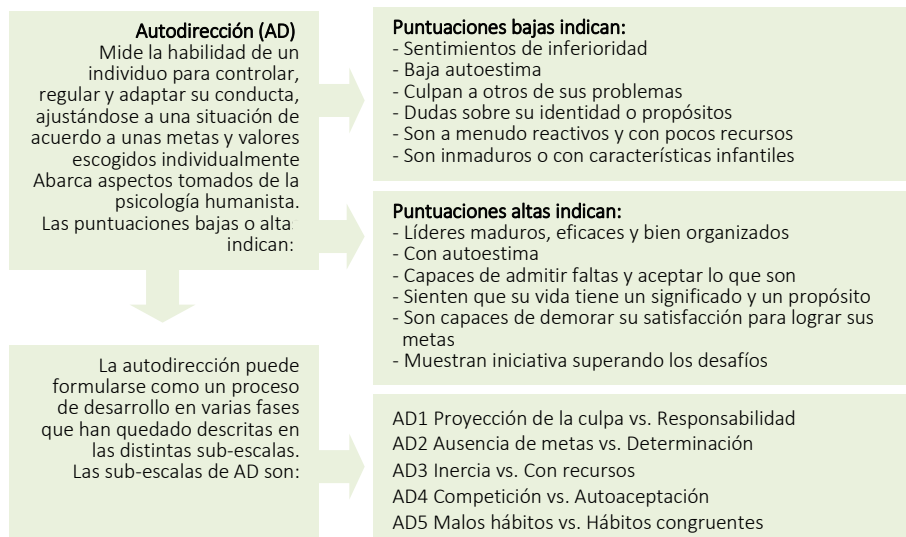 Autodirección (AD)
Mide la habilidad de un
individuo para controlar,
regular y adaptar su conducta,
ajustándose a una situación de
acuerdo a unas metas y valores
escogidos individualmente
Abarca aspectos tomados de la
psicología humanista.
Las puntuaciones bajas o alta
indican:
Puntuaciones bajas indican:
- Sentimientos de inferioridad
- Baja autoestima
- Culpan a otros de sus problemas
- Dudas sobre su identidad o propósitos
- Son a menudo reactivos y con pocos recursos
- Son inmaduros o con características infantiles
Puntuaciones altas indican:
- Líderes maduros, eficaces y bien organizados
- Con autoestima
- Capaces de admitir faltas y aceptar lo que son
- Sienten que su vida tiene un significado y un propósito
- Son capaces de demorar su satisfacción para lograr sus
metas
- Muestran iniciativa superando los desafíos
La autodirección puede
formularse como un proceso
de desarrollo en varias fases
que han quedado descritas en
las distintas sub-escalas.
Las sub-escalas de AD son:
AD1 Proyección de la culpa vs. Responsabilidad
AD2 Ausencia de metas vs. Determinación
AD3 Inercia vs. Con recursos
AD4 Competición vs. Autoaceptación
AD5 Malos hábitos vs. Hábitos congruentes